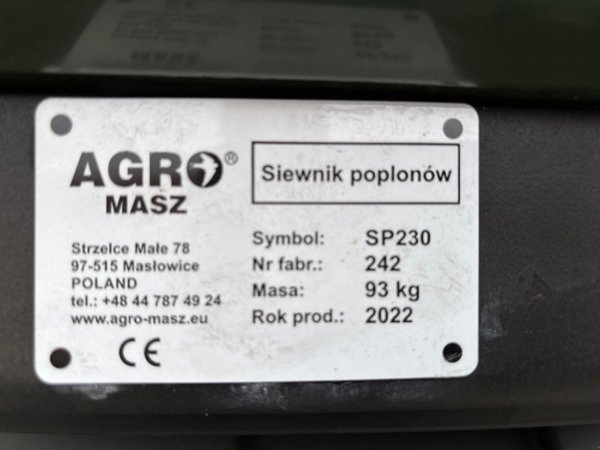 AGRO®
MASZ
Siewnik poplonów
Strzelce Małe 78
97-515 Masłowice
POLAND
tel.: +48 44 787 49 24
www.agro-masz.eu
CE
Symbol: SP230
Nr fabr.: 242
Masa: 93 kg
Rok prod.: 2022